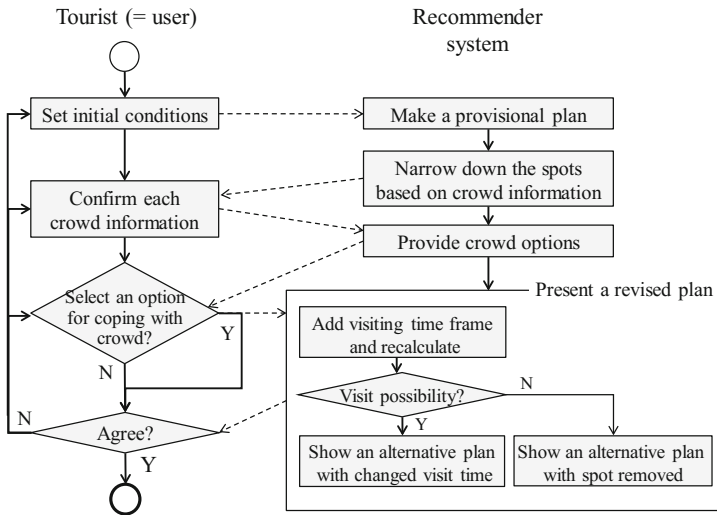 Tourist (= user)
Recommender
system
Set initial conditions
Make a provisional plan
Narrow down the spots
based on crowd information
Confirm each
crowd information
Provide crowd options
Present a revised plan
Select an option
for coping with
crowd?
Y
N
Add visiting time frame
and recalculate
Visit possibility?
N
Y
N
Agree?
Y
Show an alternative plan
with changed visit time
Show an alternative plan
with spot removed